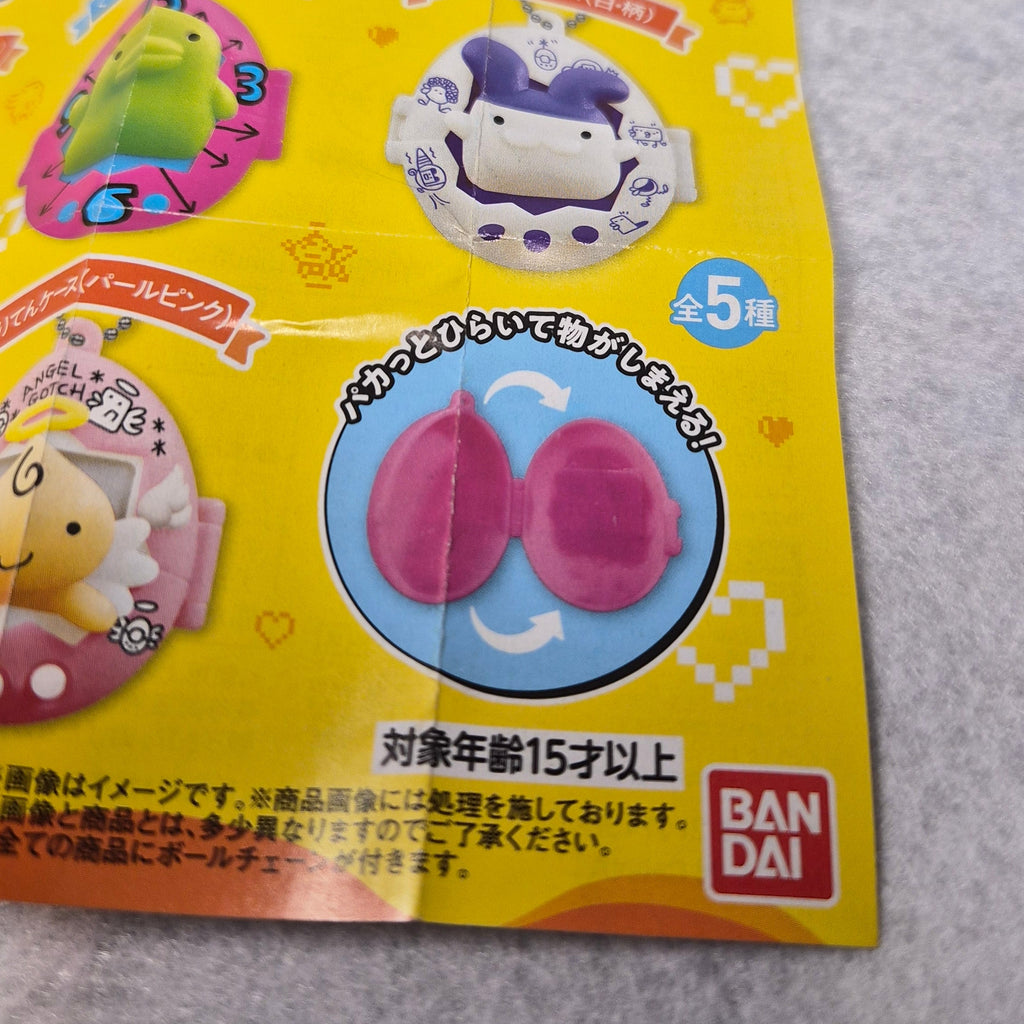 3
5
(白・柄)
りてんケース(パールピンク)
ANGEL
GOTCH
全5種
パカっとひらいて物がしまえる!
対象年齢15才以上
※画像はイメージです。※商品画像には処理を施しております。
画像と商品とは、多少異なりますのでご了承ください。
全ての商品にボールチェーンが付きます。
BAN
DAI